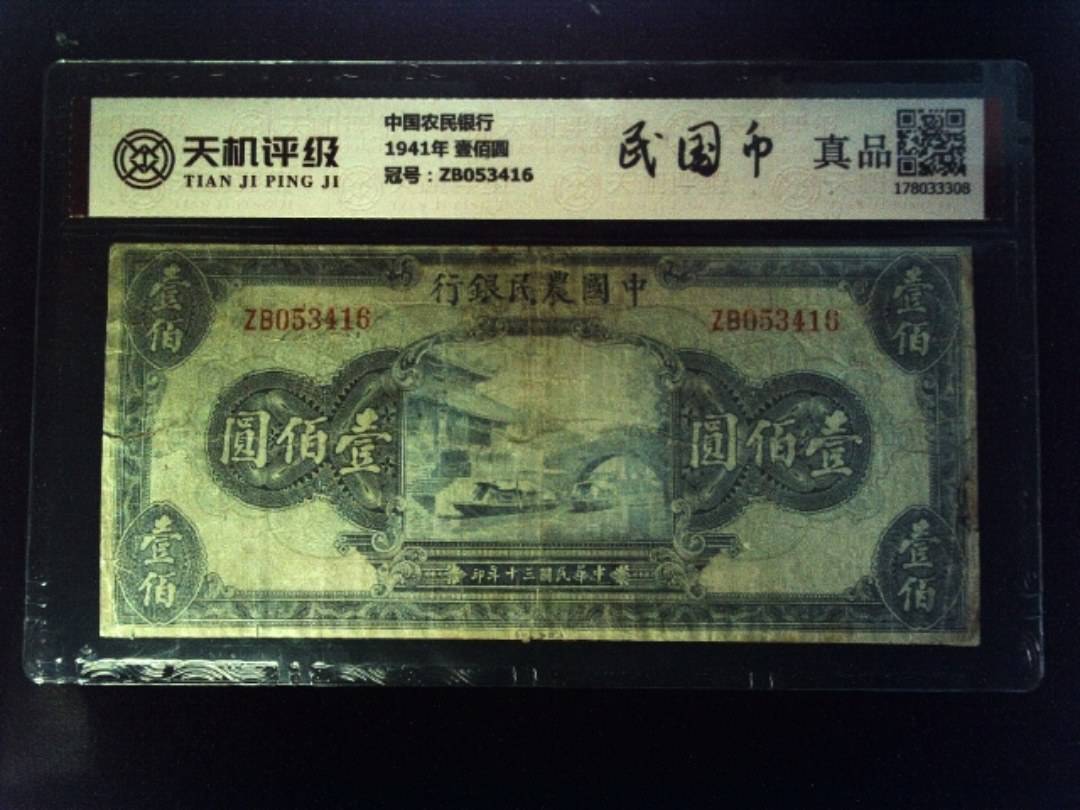 天机评级
TIAN JI PING JI
中国农民银行
1941年 壹佰圆
冠号：ZB053416
民国币
真品
178033308
中國農民銀行
壹佰
壹佰
ZB053416
ZB053416
壹佰圓
壹佰圓
壹佰
壹佰
中華民國三十年印